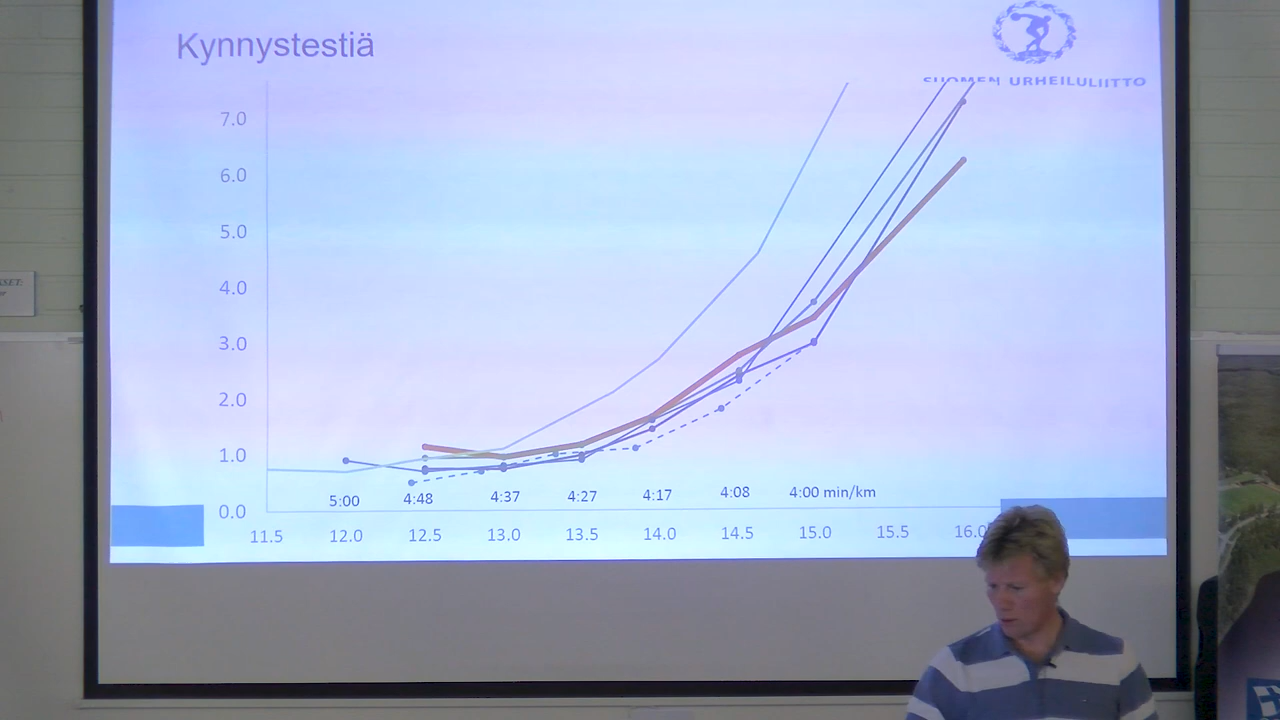 Kynnystestiä
SUOMEN URHEILULIITTO
7.0
6.0
5.0
4.0
3.0
2.0
1.0
0.0
5:00 4:48 4:37 4:27 4:17 4:08 4:00 min/km
11.5 12.0 12.5 13.0 13.5 14.0 14.5 15.0 15.5 16.0